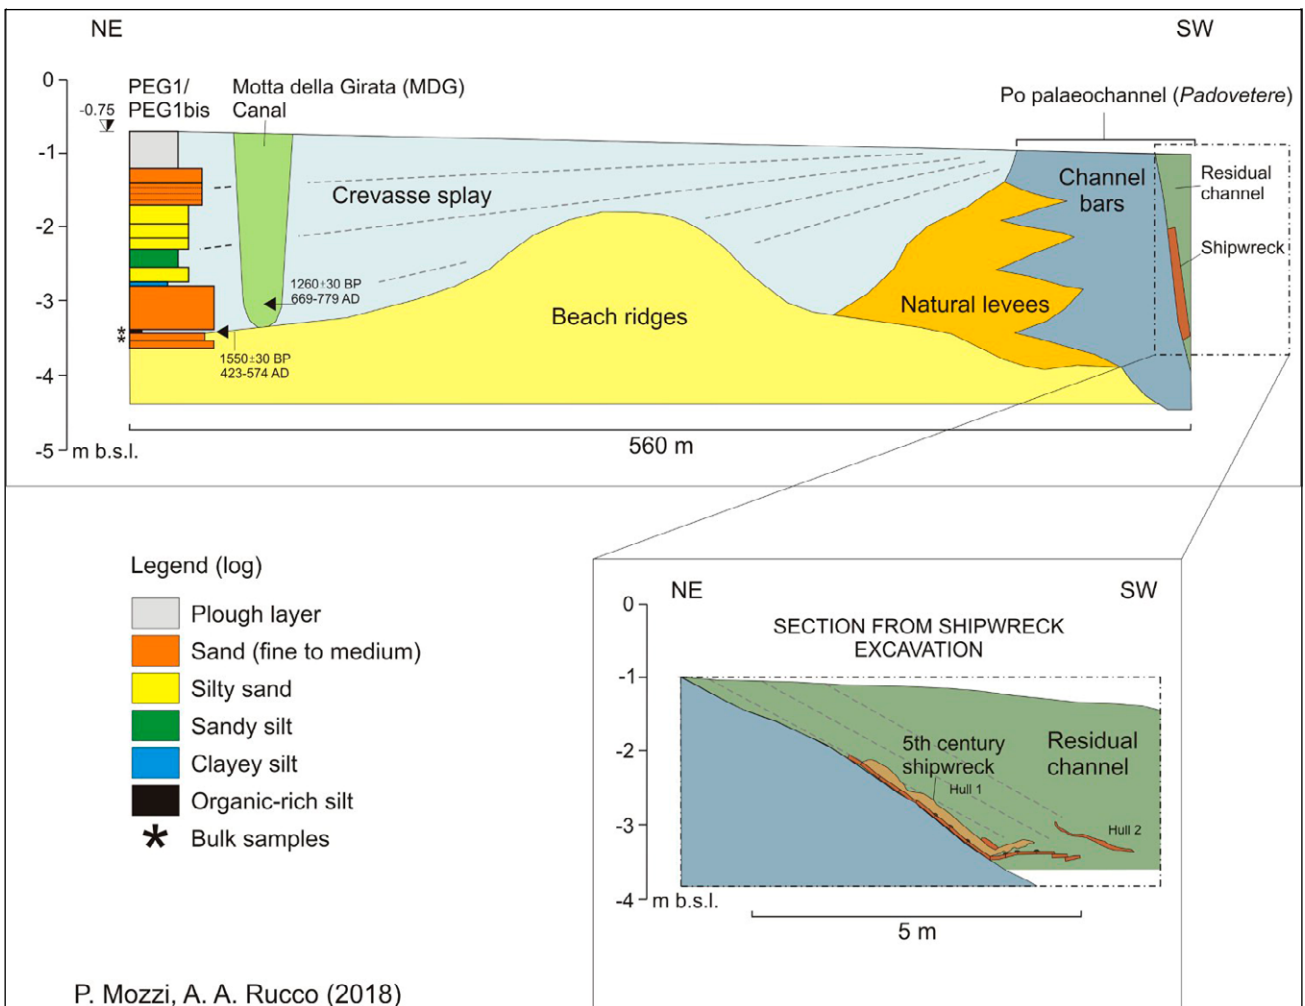 NE
SW
0
-0.75
-1
-2
-3
-4
-5
m b.s.l.
PEG1/
PEG1bis
Motta della Girata (MDG)
Canal
Po palaeochannel (Padovetere)
Crevasse splay
Channel
bars
Residual
channel
Shipwreck
1260±30 BP
669-779 AD
Beach ridges
Natural levees
**
1550±30 BP
423-574 AD
560 m
Legend (log)
Plough layer
Sand (fine to medium)
Silty sand
Sandy silt
Clayey silt
Organic-rich silt
* Bulk samples
NE
SW
SECTION FROM SHIPWRECK
EXCAVATION
0
-1
-2
-3
-4
m b.s.l.
5th century
shipwreck
Hull 1
Residual
channel
Hull 2
5 m
P. Mozzi, A. A. Rucco (2018)